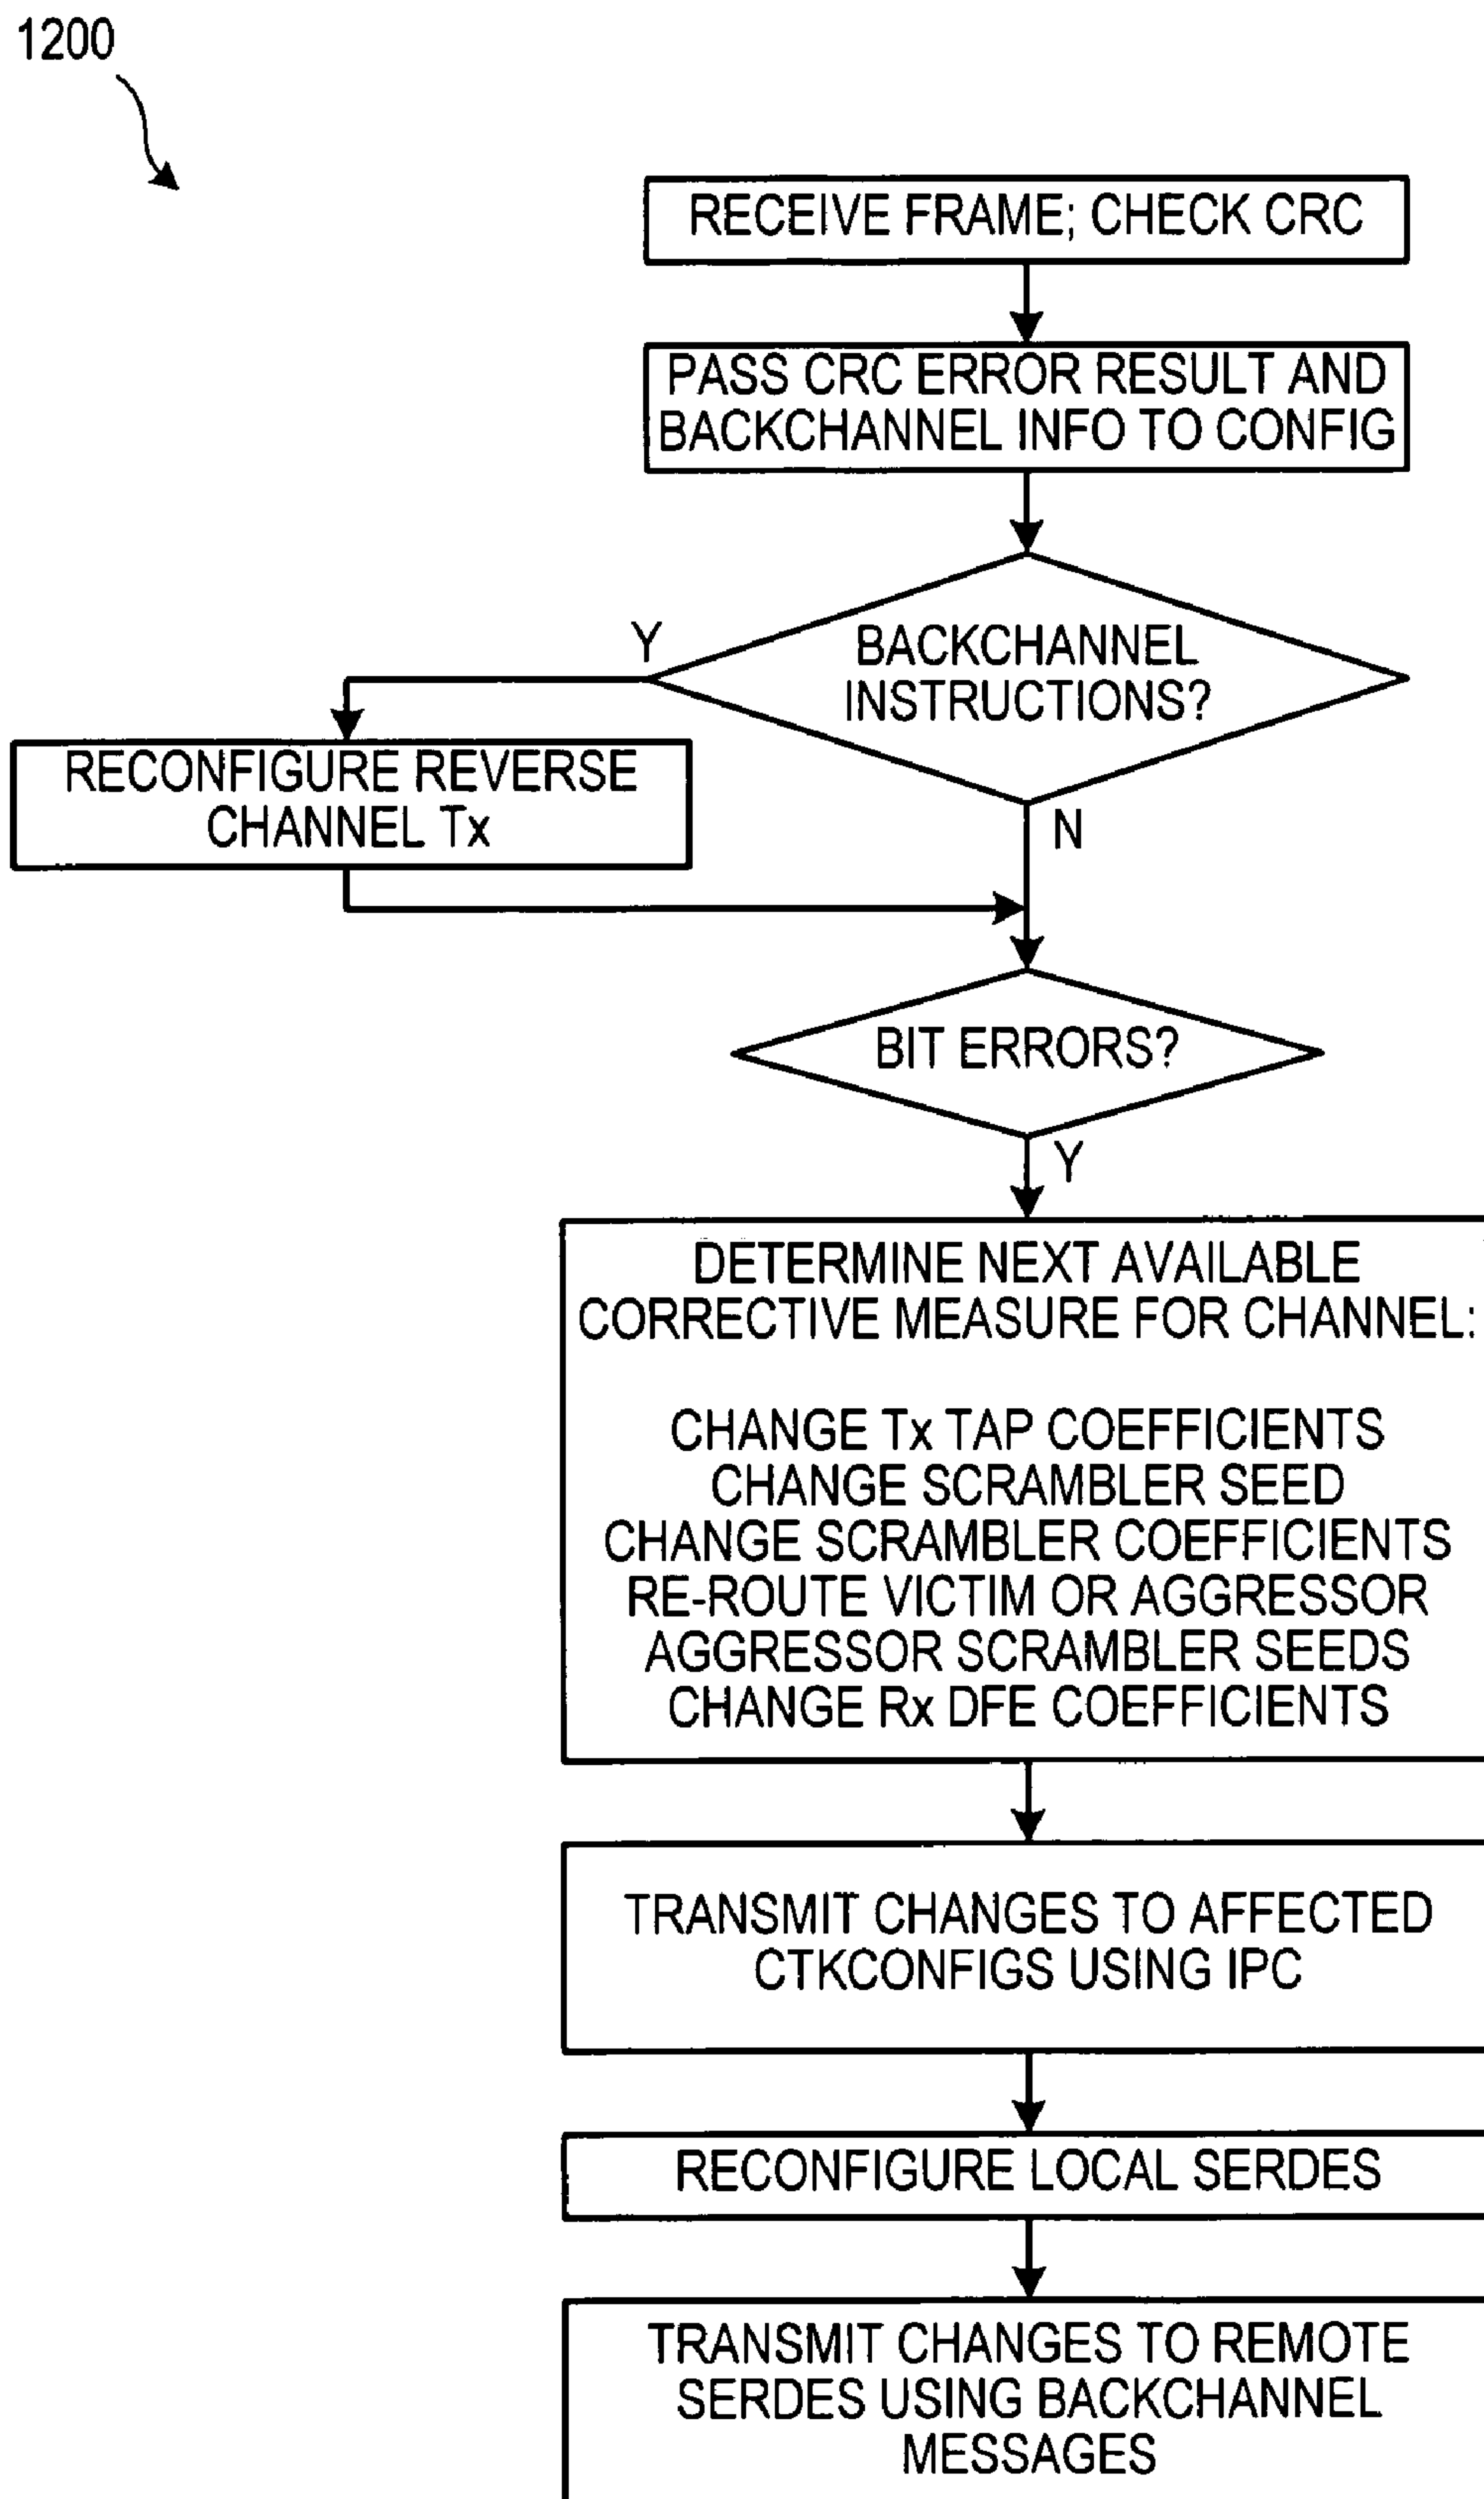 1200
RECEIVE FRAME; CHECK CRC
PASS CRC ERROR RESULT AND
BACKCHANNEL INFO TO CONFIG
Y
BACKCHANNEL
INSTRUCTIONS?
RECONFIGURE REVERSE
CHANNEL Tx
N
BIT ERRORS?
Y
DETERMINE NEXT AVAILABLE
CORRECTIVE MEASURE FOR CHANNEL:
CHANGE Tx TAP COEFFICIENTS
CHANGE SCRAMBLER SEED
CHANGE SCRAMBLER COEFFICIENTS
RE-ROUTE VICTIM OR AGGRESSOR
AGGRESSOR SCRAMBLER SEEDS
CHANGE Rx DFE COEFFICIENTS
TRANSMIT CHANGES TO AFFECTED
CTKCONFIGS USING IPC
RECONFIGURE LOCAL SERDES
TRANSMIT CHANGES TO REMOTE
SERDES USING BACKCHANNEL
MESSAGES